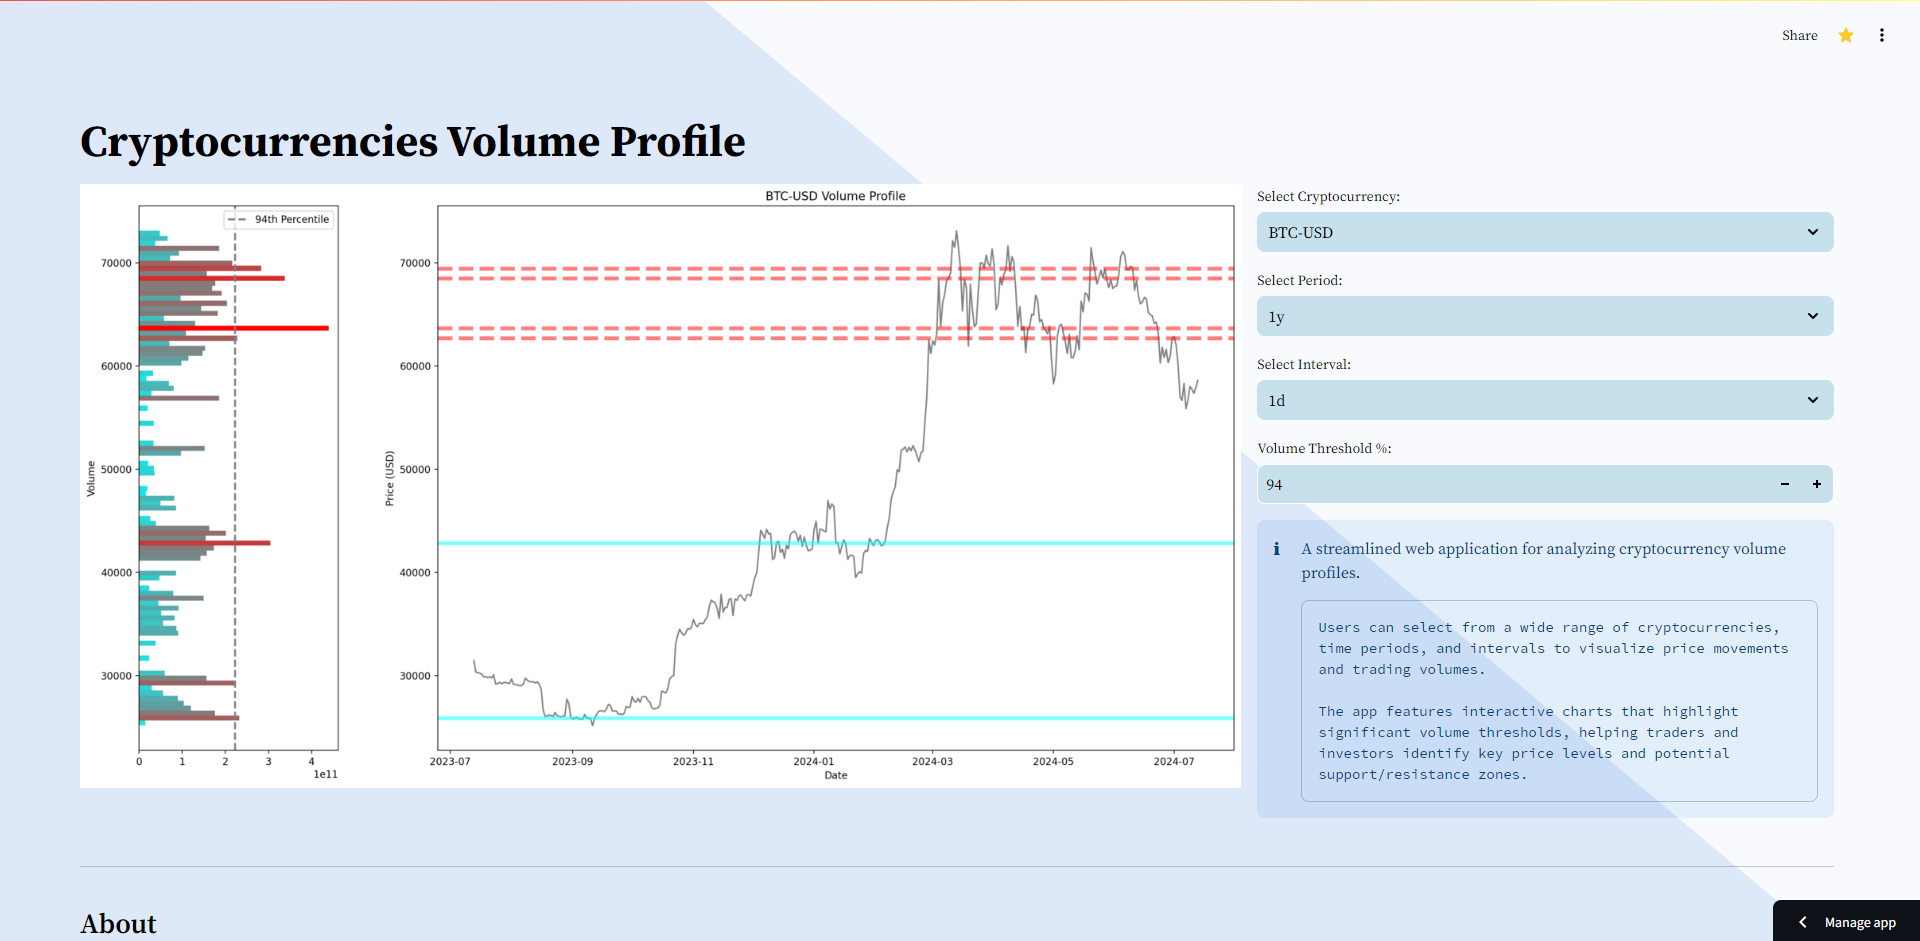 Share
Cryptocurrencies Volume Profile
94th Percentile
70000
60000
50000
40000
30000
Volume
0 1 2 3 4
1e11
BTC-USD Volume Profile
70000
60000
50000
40000
30000
Price (USD)
2023-07 2023-09 2023-11 2024-01 2024-03 2024-05 2024-07
Date
Select Cryptocurrency:
BTC-USD
Select Period:
1y
Select Interval:
1d
Volume Threshold %:
94
A streamlined web application for analyzing cryptocurrency volume
profiles.
Users can select from a wide range of cryptocurrencies,
time periods, and intervals to visualize price movements
and trading volumes.
The app features interactive charts that highlight
significant volume thresholds, helping traders and
investors identify key price levels and potential
support/resistance zones.
About
Manage app